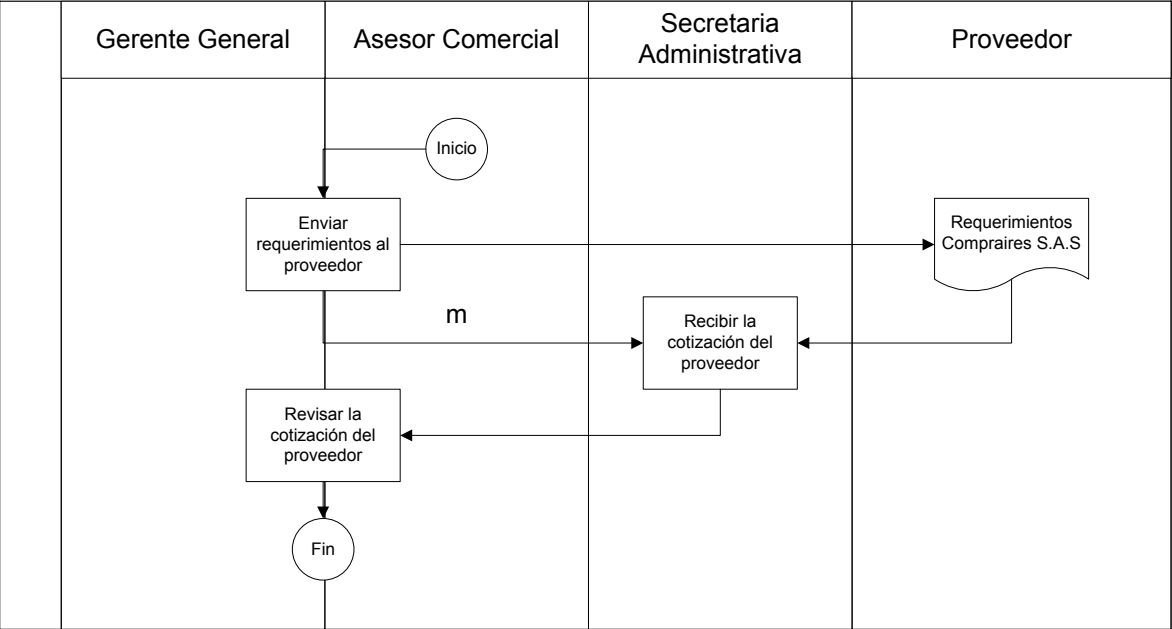 Gerente General
Asesor Comercial
Secretaria
Administrativa
Proveedor
Inicio
Enviar
requerimientos al
proveedor
Requerimientos
Compraires S.A.S
m
Recibir la
cotización del
proveedor
Revisar la
cotización del
proveedor
Fin